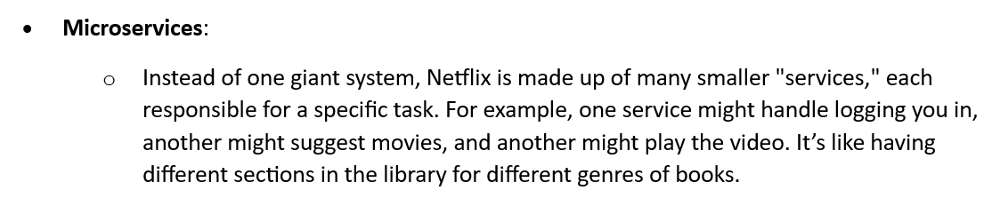 • Microservices:
o Instead of one giant system, Netflix is made up of many smaller "services," each
responsible for a specific task. For example, one service might handle logging you in,
another might suggest movies, and another might play the video. It’s like having
different sections in the library for different genres of books.